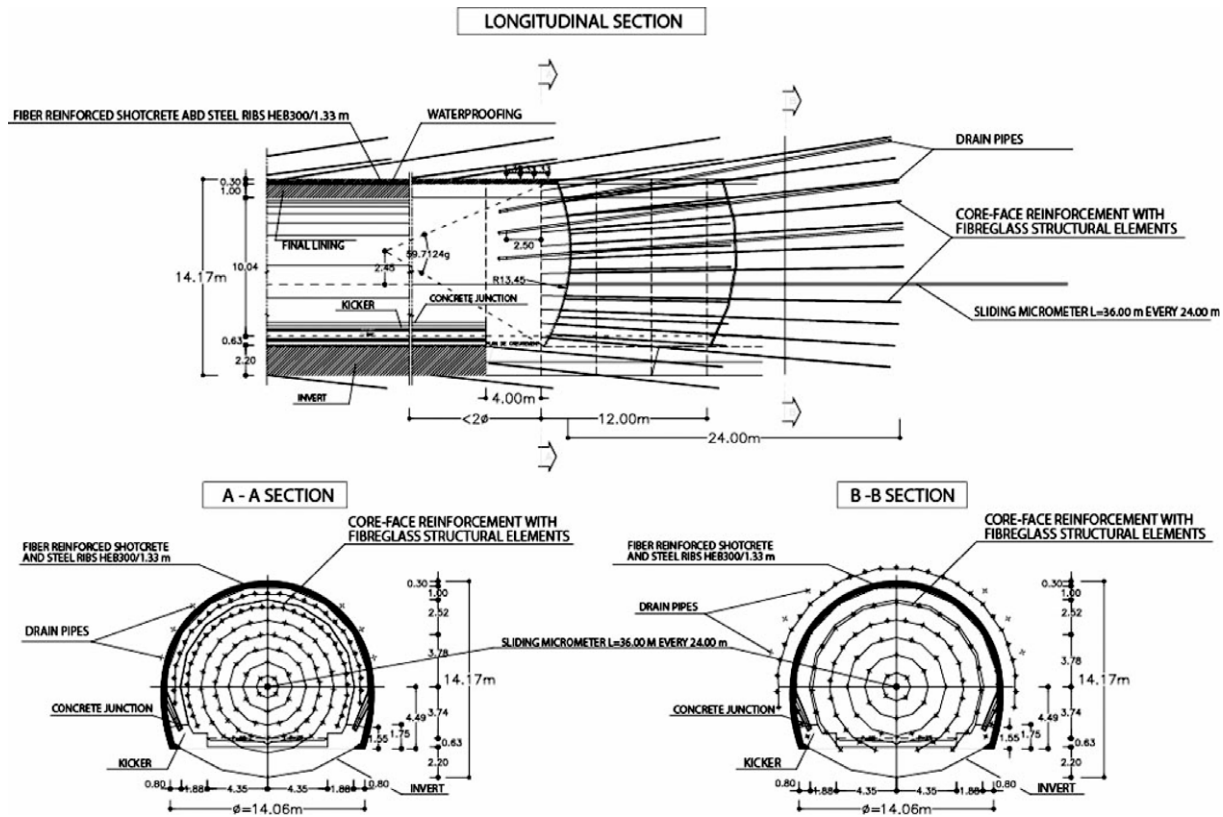 LONGITUDINAL SECTION
FIBER REINFORCED SHOTCRETE ABD STEEL RIBS HEB300/1.33 m
WATERPROOFING
DRAIN PIPES
0.30
1.00
CORE-FACE REINFORCEMENT WITH
FIBREGLASS STRUCTURAL ELEMENTS
FINAL LINING
2.50
59.7124g
14.17m
10.04
2.45
R13.45
KICKER
CONCRETE JUNCTION
SLIDING MICROMETER L=36.00 m EVERY 24.00 m
0.63
2.20
INVERT
4.00m
<2ø
12.00m
24.00m
A - A SECTION
CORE-FACE REINFORCEMENT WITH
FIBREGLASS STRUCTURAL ELEMENTS
FIBER REINFORCED SHOTCRETE
AND STEEL RIBS HEB300/1.33 m
0.30
1.00
2.52
DRAIN PIPES
SLIDING MICROMETER L=36.00 M EVERY 24.00 m
3.78
14.17m
CONCRETE JUNCTION
4.49
3.74
1.55
1.75
0.63
KICKER
2.20
INVERT
0.80
1.88
4.35
4.35
1.88
0.80
ø=14.06m
B -B SECTION
CORE-FACE REINFORCEMENT WITH
FIBREGLASS STRUCTURAL ELEMENTS
FIBER REINFORCED SHOTCRETE
AND STEEL RIBS HEB300/1.33 m
0.30
1.00
2.52
DRAIN PIPES
3.78
14.17m
CONCRETE JUNCTION
4.49
3.74
1.55
1.75
0.63
KICKER
2.20
INVERT
0.80
1.88
4.35
4.35
1.88
0.80
ø=14.06m